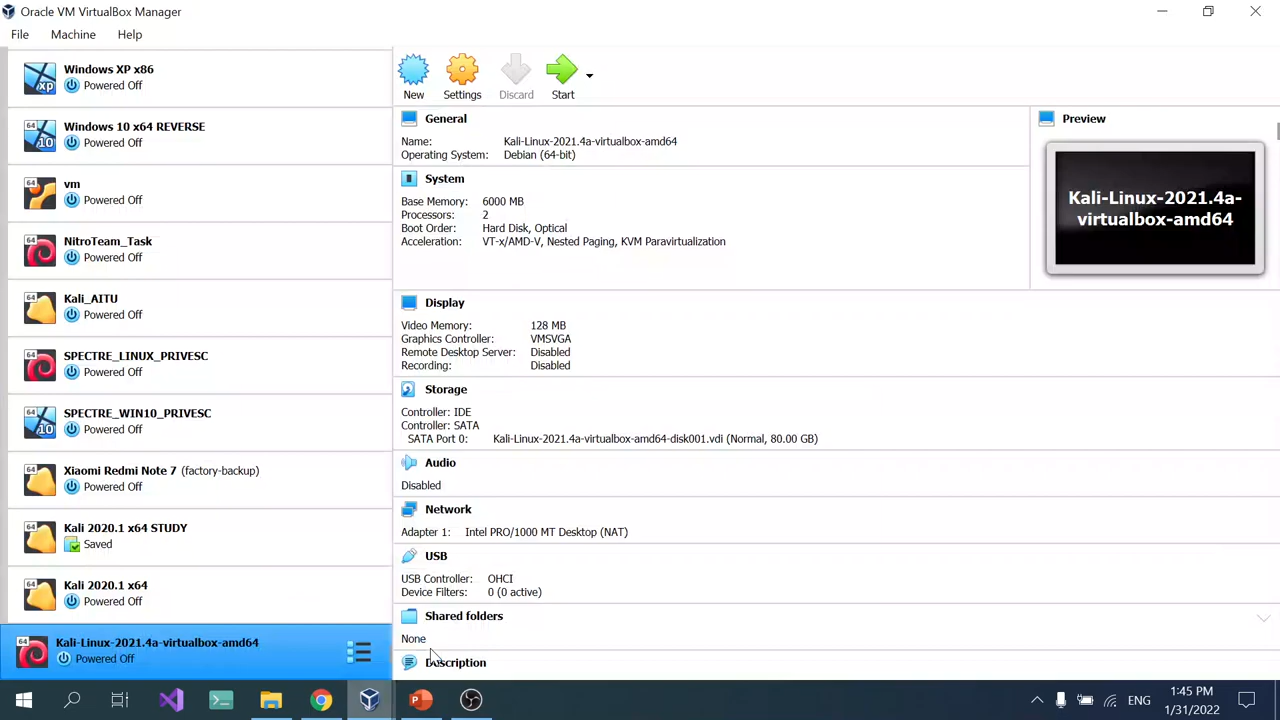 Oracle VM VirtualBox Manager
File Machine Help
Windows XP x86
Powered Off
Windows 10 x64 REVERSE
Powered Off
vm
Powered Off
NitroTeam_Task
Powered Off
Kali_AITU
Powered Off
SPECTRE_LINUX_PRIVESC
Powered Off
SPECTRE_WIN10_PRIVESC
Powered Off
Xiaomi Redmi Note 7 (factory-backup)
Powered Off
Kali 2020.1 x64 STUDY
Saved
Kali 2020.1 x64
Powered Off
Kali-Linux-2021.4a-virtualbox-amd64
Powered Off
New Settings Discard Start
General
Name: Kali-Linux-2021.4a-virtualbox-amd64
Operating System: Debian (64-bit)
System
Base Memory: 6000 MB
Processors: 2
Boot Order: Hard Disk, Optical
Acceleration: VT-x/AMD-V, Nested Paging, KVM Paravirtualization
Display
Video Memory: 128 MB
Graphics Controller: VMSVGA
Remote Desktop Server: Disabled
Recording: Disabled
Storage
Controller: IDE
Controller: SATA
SATA Port 0: Kali-Linux-2021.4a-virtualbox-amd64-disk001.vdi (Normal, 80.00 GB)
Audio
Disabled
Network
Adapter 1: Intel PRO/1000 MT Desktop (NAT)
USB
USB Controller: OHCI
Device Filters: 0 (0 active)
Shared folders
None
Description
Preview
Kali-Linux-2021.4a-
virtualbox-amd64
ENG
1:45 PM
1/31/2022